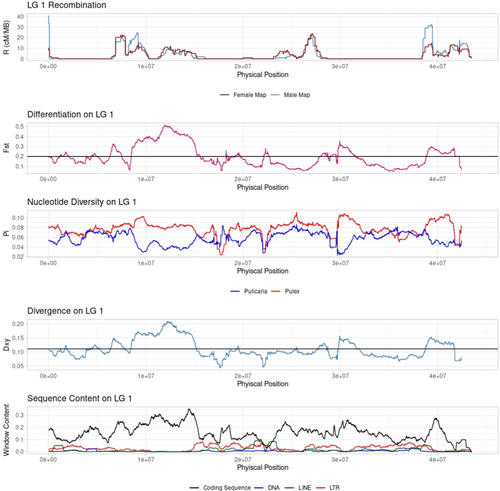 LG 1 Recombination
R (cM/MB)
40
30
20
10
0
0e+00 1e+07 2e+07 3e+07 4e+07
Physical Position
Female Map Male Map
Differentiation on LG 1
Fst
0.5
0.4
0.3
0.2
0.1
0e+00 1e+07 2e+07 3e+07 4e+07
Physical Position
Nucleotide Diversity on LG 1
Pi
0.10
0.08
0.06
0.04
0.02
0e+00 1e+07 2e+07 3e+07 4e+07
Physical Position
Pulicaria Pulex
Divergence on LG 1
Dxy
0.20
0.15
0.10
0.05
0e+00 1e+07 2e+07 3e+07 4e+07
Physical Position
Sequence Content on LG 1
Window Content
0.3
0.2
0.1
0.0
0e+00 1e+07 2e+07 3e+07 4e+07
Physical Position
Coding Sequence DNA LINE LTR